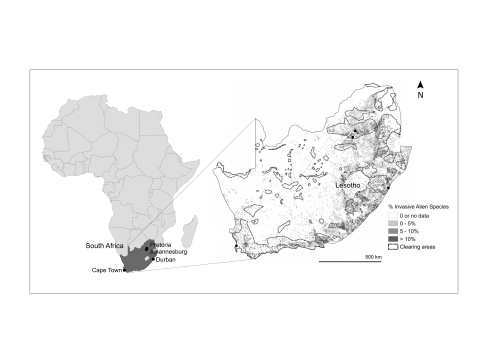 N
Lesotho
% Invasive Alien Species
0 or no data
0 - 5%
5 - 10%
> 10%
Clearing areas
500 km
South Africa
Pretoria
Johannesburg
Durban
Cape Town